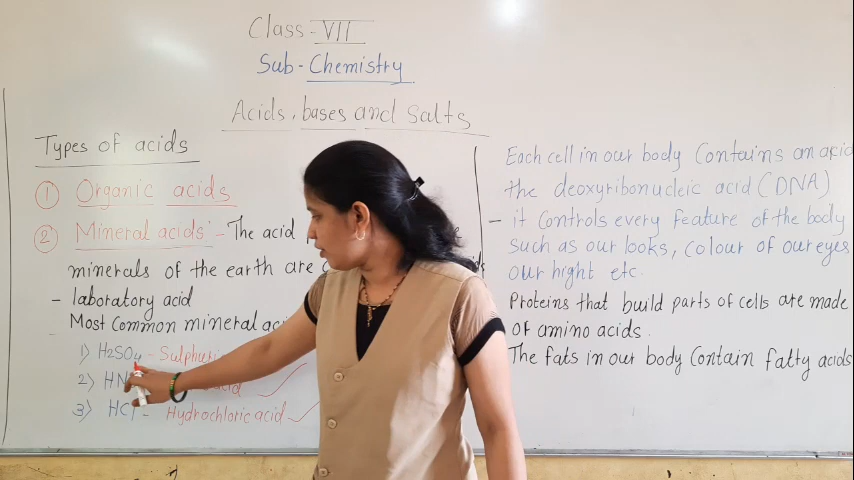 Class - VII
Sub - Chemistry
Acids, bases and salts
Types of acids
① Organic acids
② Mineral acids - The acid
minerals of the earth are
- laboratory acid
Most Common mineral
1) H2SO4 - Sulphuric
2) acid
3) HCl - Hydrochloric acid
Each cell in our body Contains an acid
the deoxyribonucleic acid (DNA)
- it controls every feature of the body
such as our looks, colour of our eyes
our hight etc.
Proteins that build parts of cells are made
of amino acids.
The fats in our body Contain fatty acids